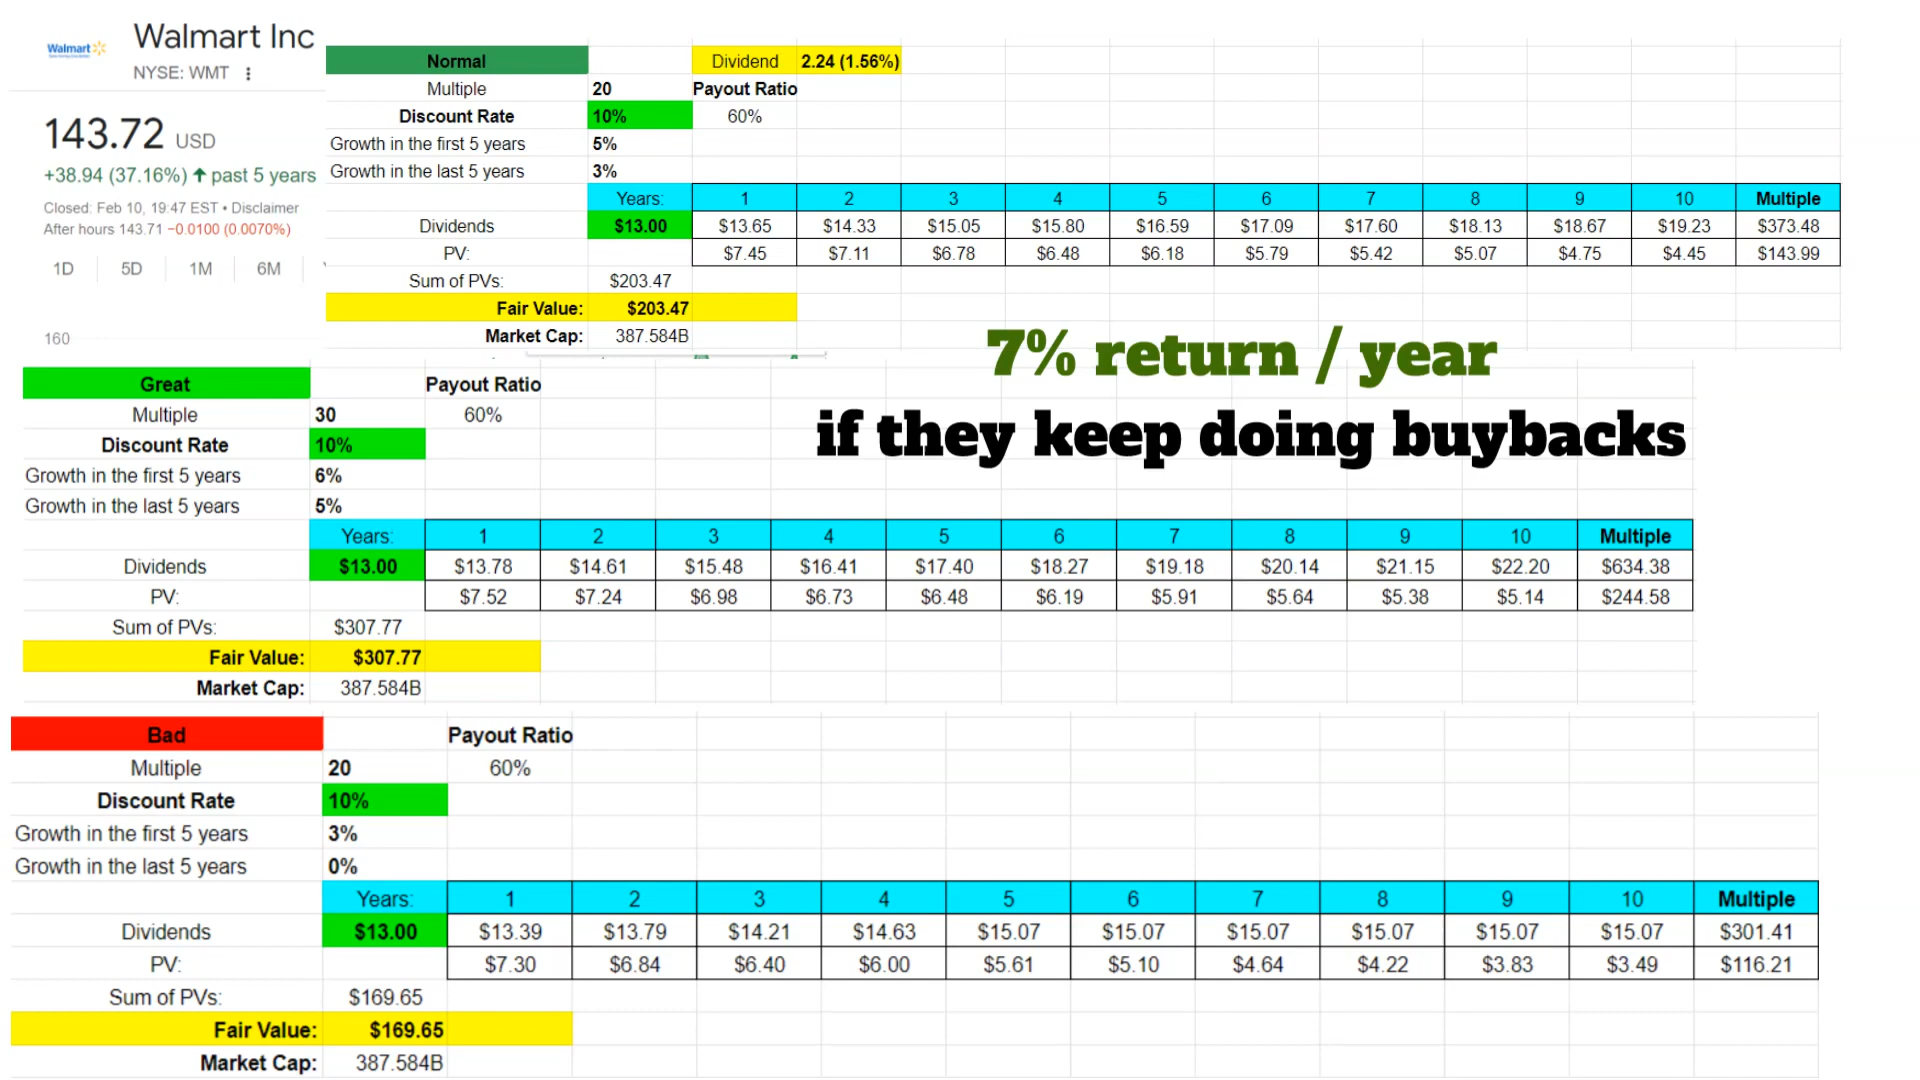 Walmart
Walmart Inc
NYSE: WMT
143.72 USD
+38.94 (37.16%) ↑ past 5 years
Closed: Feb 10, 19:47 EST • Disclaimer
After hours 143.71 −0.0100 (0.0070%)
1D 5D 1M 6M
160
Normal Dividend 2.24 (1.56%)
Multiple 20 Payout Ratio
Discount Rate 10% 60%
Growth in the first 5 years 5%
Growth in the last 5 years 3%
Years: 1 2 3 4 5 6 7 8 9 10 Multiple
Dividends $13.00 $13.65 $14.33 $15.05 $15.80 $16.59 $17.09 $17.60 $18.13 $18.67 $19.23 $373.48
PV: $7.45 $7.11 $6.78 $6.48 $6.18 $5.79 $5.42 $5.07 $4.75 $4.45 $143.99
Sum of PVs: $203.47
Fair Value: $203.47
Market Cap: 387.584B
7% return / year
if they keep doing buybacks
Great Payout Ratio
Multiple 30 60%
Discount Rate 10%
Growth in the first 5 years 6%
Growth in the last 5 years 5%
Years: 1 2 3 4 5 6 7 8 9 10 Multiple
Dividends $13.00 $13.78 $14.61 $15.48 $16.41 $17.40 $18.27 $19.18 $20.14 $21.15 $22.20 $634.38
PV: $7.52 $7.24 $6.98 $6.73 $6.48 $6.19 $5.91 $5.64 $5.38 $5.14 $244.58
Sum of PVs: $307.77
Fair Value: $307.77
Market Cap: 387.584B
Bad Payout Ratio
Multiple 20 60%
Discount Rate 10%
Growth in the first 5 years 3%
Growth in the last 5 years 0%
Years: 1 2 3 4 5 6 7 8 9 10 Multiple
Dividends $13.00 $13.39 $13.79 $14.21 $14.63 $15.07 $15.07 $15.07 $15.07 $15.07 $15.07 $301.41
PV: $7.30 $6.84 $6.40 $6.00 $5.61 $5.10 $4.64 $4.22 $3.83 $3.49 $116.21
Sum of PVs: $169.65
Fair Value: $169.65
Market Cap: 387.584B